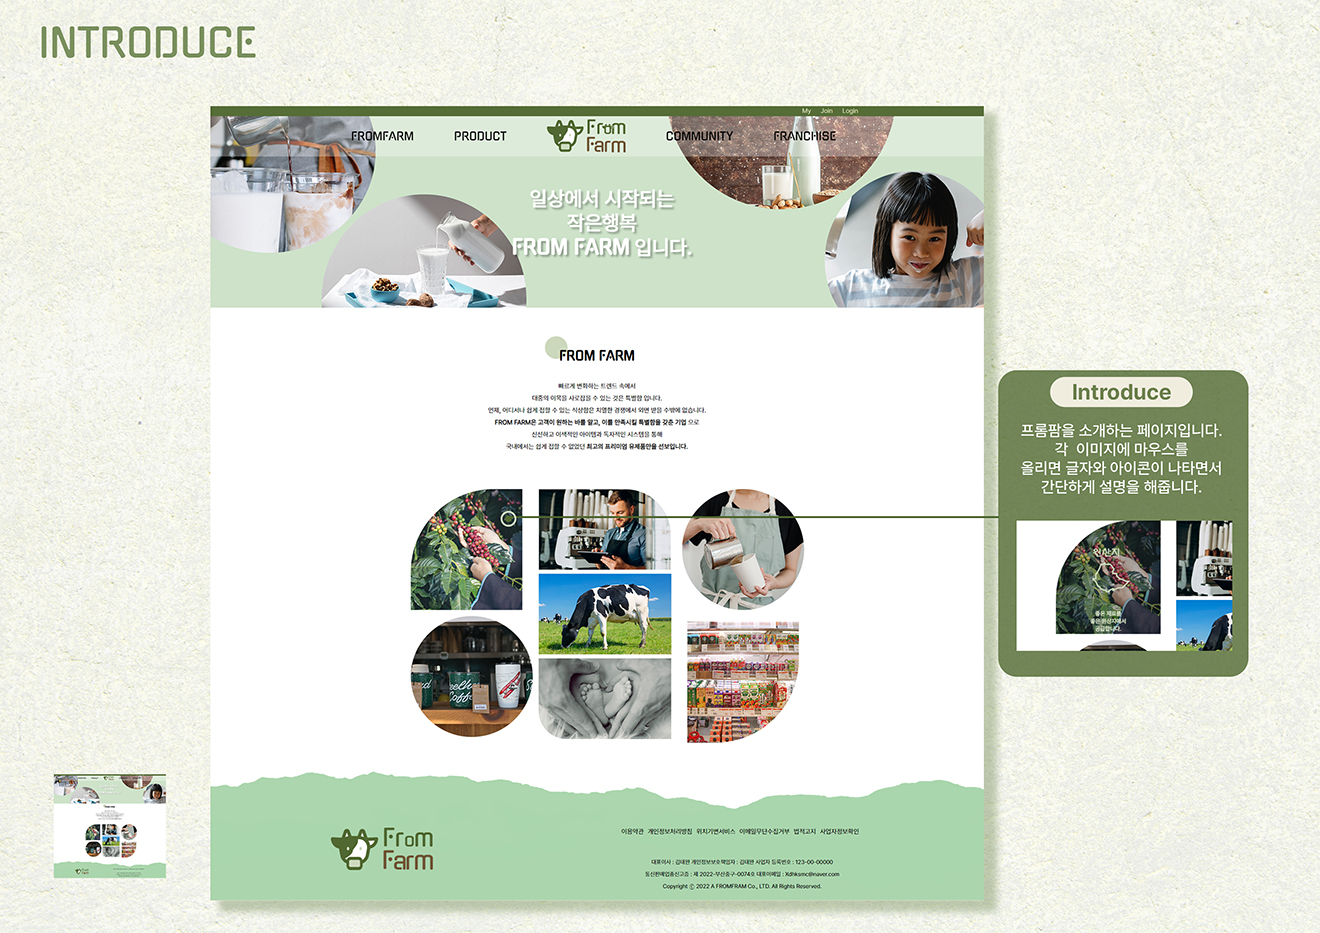 INTRODUCE
My Join Login
FROMFARM PRODUCT From Farm COMMUNITY FRANCHISE
일상에서 시작되는
작은행복
FROM FARM 입니다.
FROM FARM
빠르게 변화하는 트렌드 속에서
대중의 이목을 사로잡을 수 있는 것은 특별함 입니다.
언제, 어디서나 쉽게 접할 수 있는 식상함은 치열한 경쟁에서 외면 받을 수밖에 없습니다.
FROM FARM은 고객이 원하는 바를 알고, 이를 만족시킬 특별함을 갖춘 기업 으로
신선하고 이색적인 아이템과 독자적인 시스템을 통해
국내에서는 쉽게 접할 수 없었던 최고의 프리미엄 유제품만을 선보입니다.
Introduce
프롬팜을 소개하는 페이지입니다.
각 이미지에 마우스를
올리면 글자와 아이콘이 나타면서
간단하게 설명을 해줍니다.
원산지
좋은 재료를
좋은 원산지에서
공급합니다.
From
Farm
이용약관 개인정보처리방침 위치기변서비스 이메일무단수집거부 법적고지 사업자정보확인
대표이사 : 김태완 개인정보보호책임자 : 김태완 사업자 등록번호 : 123-00-00000
통신판매업종신고증 : 제 2022-부산중구-0074호 대표이메일 : Xdhksmc@naver.com
Copyright ⓒ 2022 A FROMFRAM Co., LTD. All Rights Reserved.